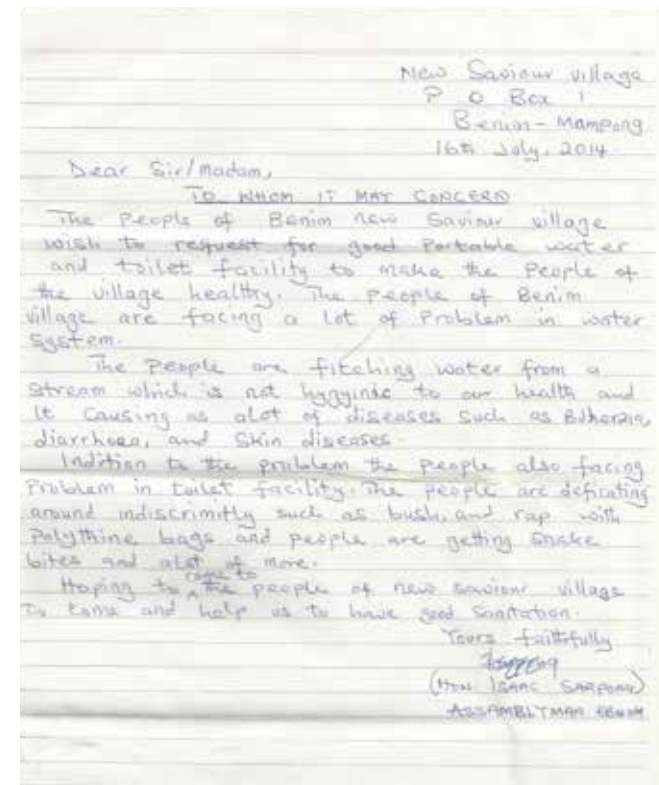 New Saviour village
P O Box 1
Benim-Mampong
16th July, 2014.
Dear Sir/madam,
TO WHOM IT MAY CONCERN
The People of Benim new Saviour village
wish to request for good Portable water
and toilet facility to make the People of
the village healthy. The People of Benim
village are facing a lot of Problem in water
System.
The People are fitching water from a
stream which is not hygyinic to our health and
it causing as alot of diseases such as Bilharzia,
diarrhoea, and skin diseases.
Indition to the problem the people also facing
Problem in toilet facility. The people are deficating
around indiscrimitly such as bush, and rap with
Polythine bags and people are getting snake
bites and alot of more.
come to
Hoping to the people of new saviour village
to come and help us to have good Sanitation.
Yours faithfully
(HON ISAAC SARPONG)
ASSAMBLYMAN